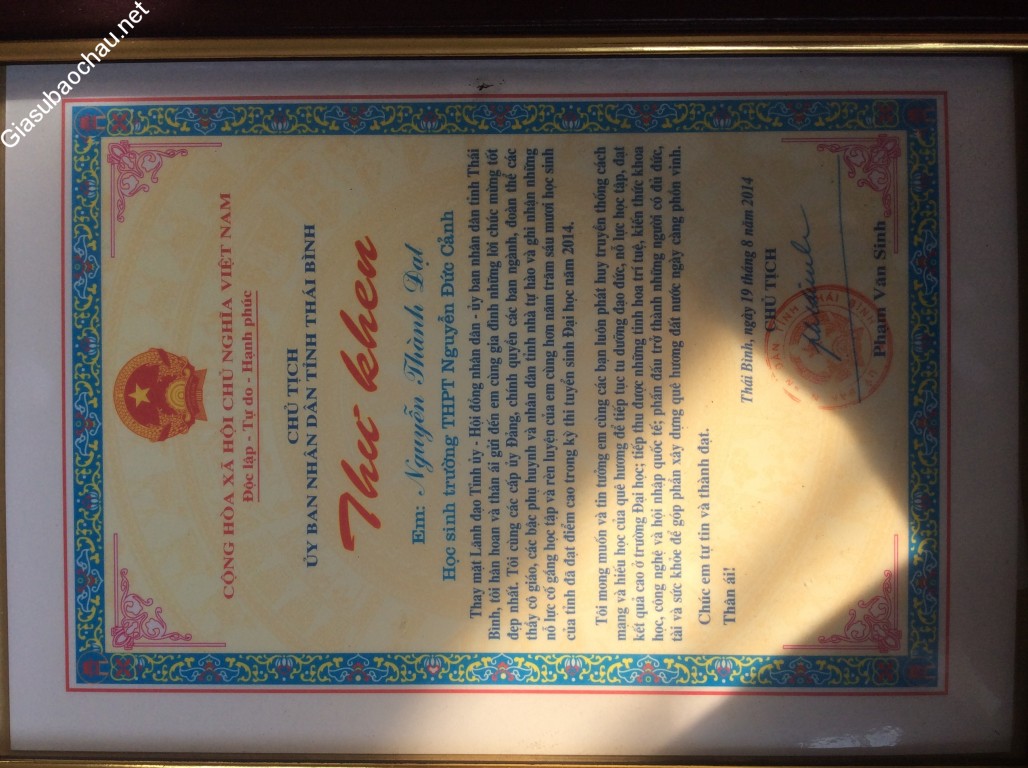 Giasubaochau.net
CỘNG HÒA XÃ HỘI CHỦ NGHĨA VIỆT NAM
Độc lập - Tự do - Hạnh phúc
CHỦ TỊCH
ỦY BAN NHÂN DÂN TỈNH THÁI BÌNH
Thư khen
Em: Nguyễn Thành Đạt
Học sinh trường THPT Nguyễn Đức Cảnh
Thay mặt Lãnh đạo Tỉnh ủy - Hội đồng nhân dân - ủy ban nhân dân tỉnh Thái
Bình, tôi hân hoan và thân ái gửi đến em cùng gia đình những lời chúc mừng tốt
đẹp nhất. Tôi cùng các cấp ủy Đảng, chính quyền các ban ngành, đoàn thể các
thầy cô giáo, các bậc phụ huynh và nhân dân tỉnh nhà tự hào và ghi nhận những
nỗ lực cố gắng học tập và rèn luyện của em cùng hơn năm trăm sáu mươi học sinh
của tỉnh đã đạt điểm cao trong kỳ thi tuyển sinh Đại học năm 2014.
Tôi mong muốn và tin tưởng em cùng các bạn luôn phát huy truyền thống cách
mạng và hiếu học của quê hương để tiếp tục tu dưỡng đạo đức, nỗ lực học tập, đạt
kết quả cao ở trường Đại học; tiếp thu được những tinh hoa trí tuệ, kiến thức khoa
học, công nghệ và hội nhập quốc tế; phấn đấu trở thành những người có đủ đức,
tài và sức khỏe để góp phần xây dựng quê hương đất nước ngày càng phồn vinh.
Chúc em tự tin và thành đạt.
Thân ái!
Thái Bình, ngày 19 tháng 8 năm 2014
CHỦ TỊCH
Phạm Văn Sinh